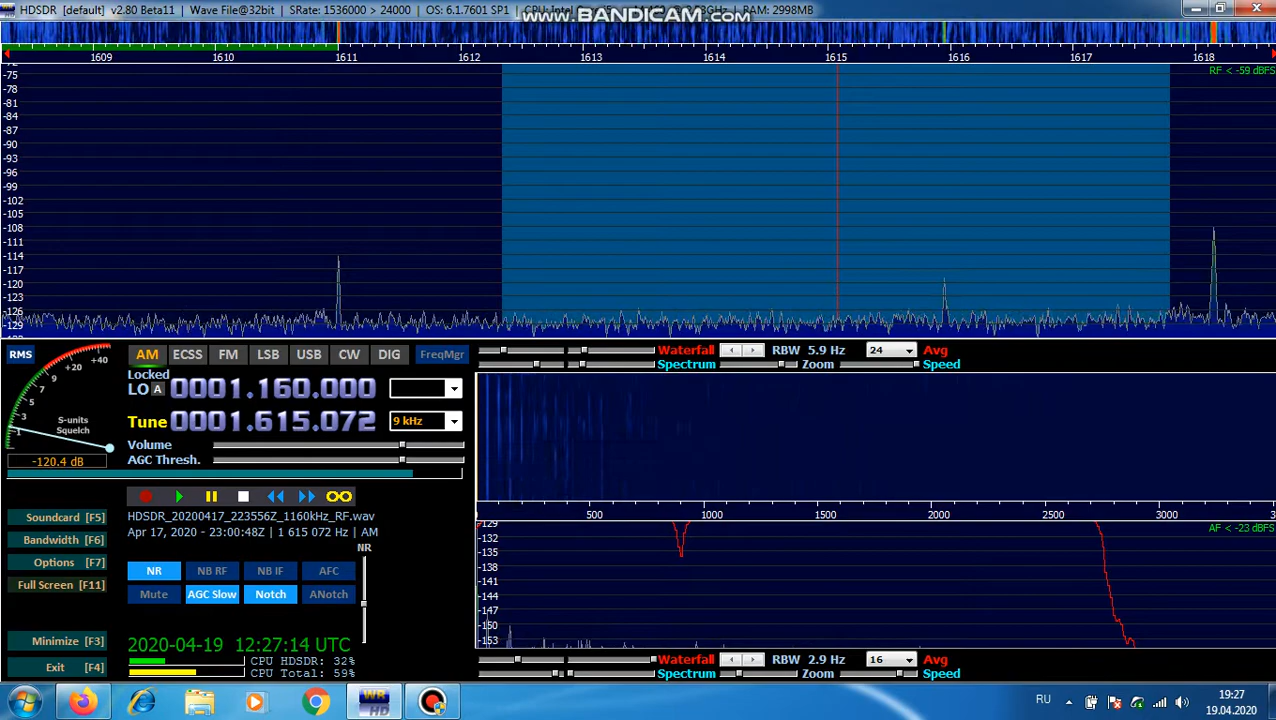 HDSDR [default] v2.80 Beta11 | Wave File@32bit | SRate: 1536000 > 24000 | OS: 6.1.7601 SP1 | RAM: 2998MB
www.BANDICAM.com
1609 1610 1611 1612 1613 1614 1615 1616 1617 1618
RF < -59 dBFS
-75
-78
-81
-84
-87
-90
-93
-96
-99
-102
-105
-108
-111
-114
-117
-120
-123
-126
-129
RMS
+40
+20
9
7
5
3
1
S-units
Squelch
-120.4 dB
AM ECSS FM LSB USB CW DIG FreqMgr
Locked
LO A 0001.160.000
Tune 0001.615.072 9 kHz
Volume
AGC Thresh.
HDSDR_20200417_223556Z_1160kHz_RF.wav
Apr 17, 2020 - 23:00:48Z | 1 615 072 Hz | AM
NR
NR NB RF NB IF AFC
Mute AGC Slow Notch ANotch
Soundcard [F5]
Bandwidth [F6]
Options [F7]
Full Screen [F11]
Minimize [F3]
Exit [F4]
2020-04-19 12:27:14 UTC
CPU HDSDR: 32%
CPU Total: 59%
Waterfall RBW 5.9 Hz 24 Avg
Spectrum Zoom Speed
500 1000 1500 2000 2500 3000
AF < -23 dBFS
-129
-132
-135
-138
-141
-144
-147
-150
-153
Waterfall RBW 2.9 Hz 16 Avg
Spectrum Zoom Speed
RU
19:27
19.04.2020